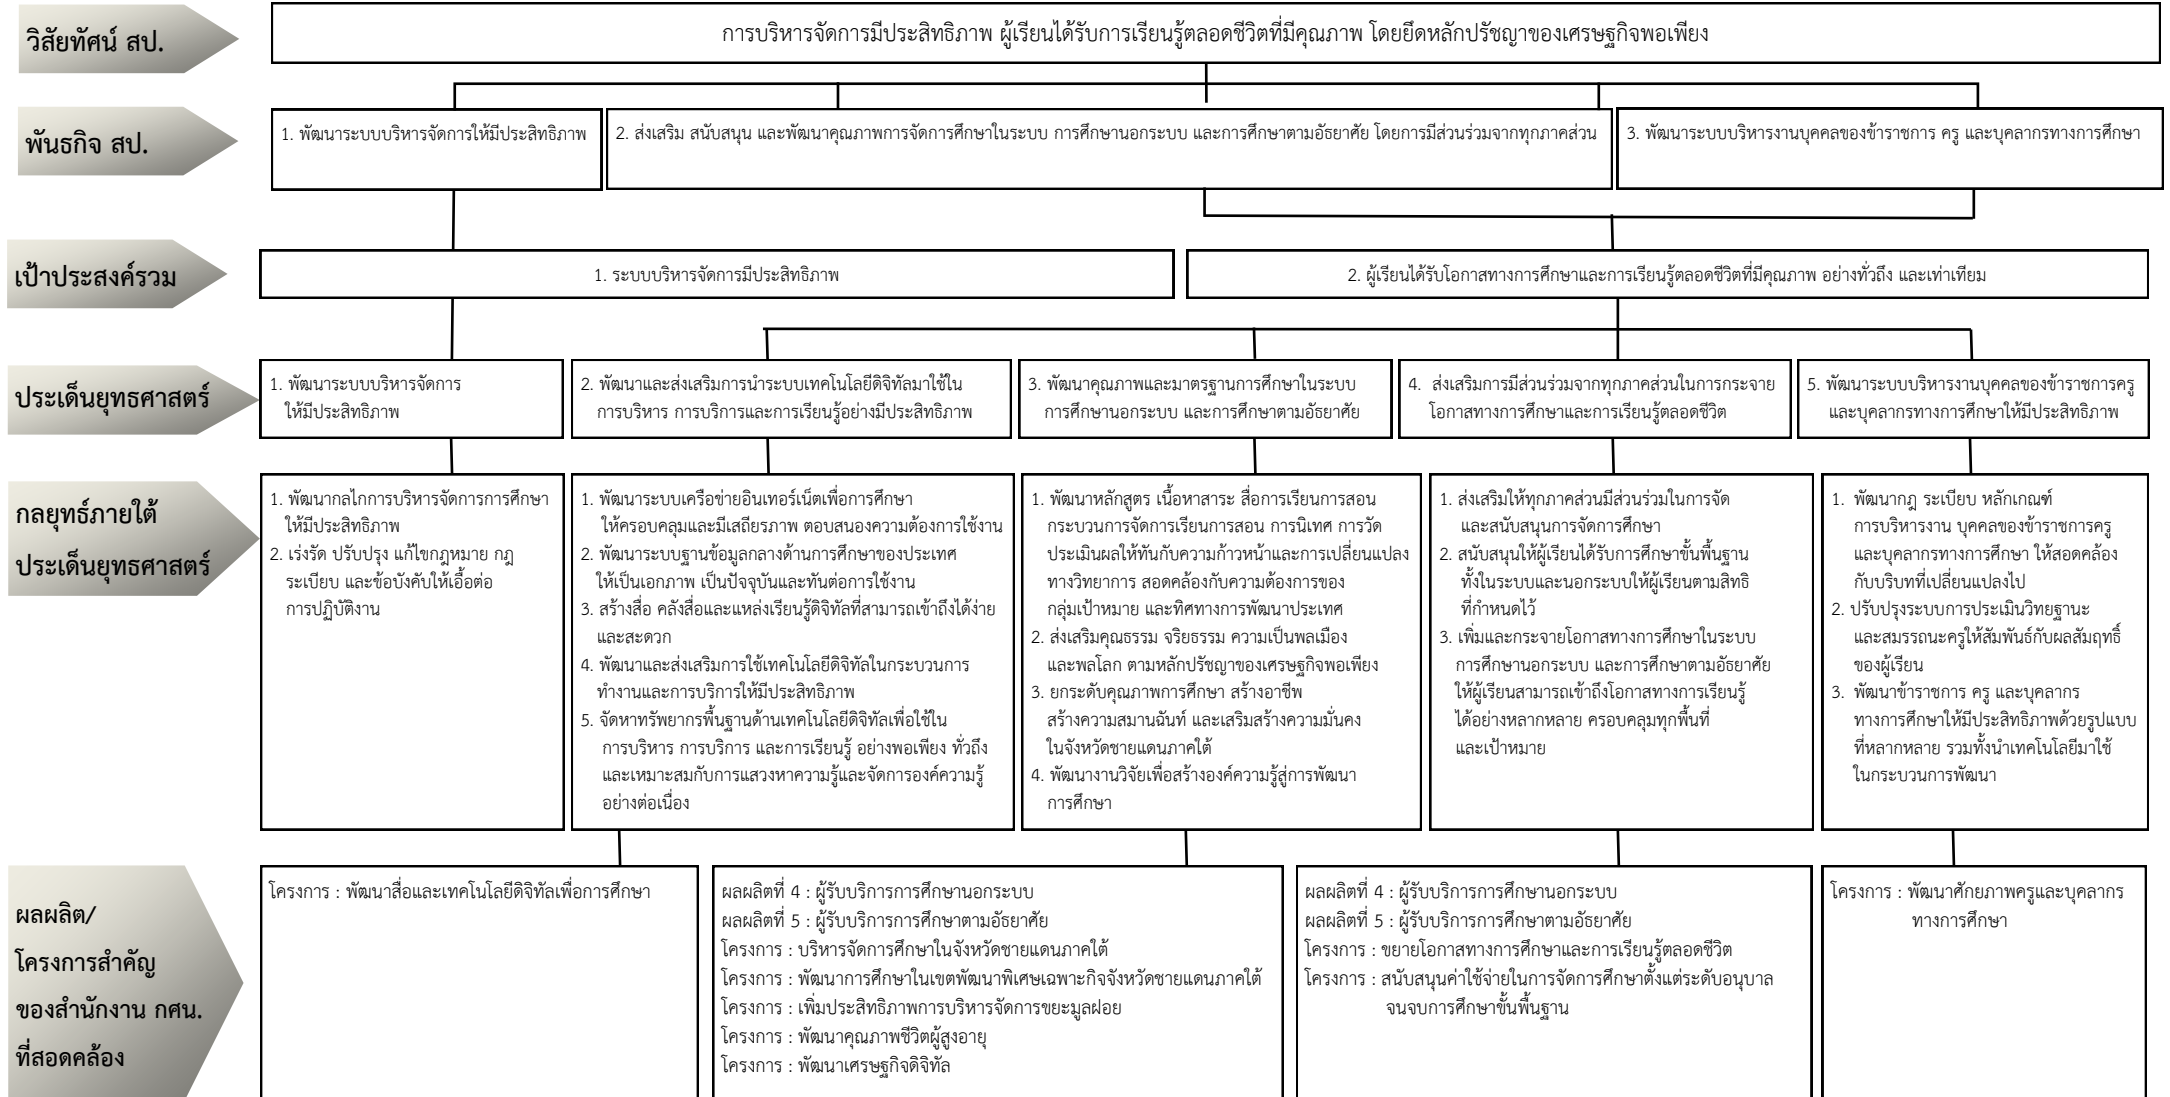 วิสัยทัศน์ สป.
การบริหารจัดการมีประสิทธิภาพ ผู้เรียนได้รับการเรียนรู้ตลอดชีวิตที่มีคุณภาพ โดยยึดหลักปรัชญาของเศรษฐกิจพอเพียง
พันธกิจ สป.
1. พัฒนาระบบบริหารจัดการให้มีประสิทธิภาพ
2. ส่งเสริม สนับสนุน และพัฒนาคุณภาพการจัดการศึกษาในระบบ การศึกษานอกระบบ และการศึกษาตามอัธยาศัย โดยการมีส่วนร่วมจากทุกภาคส่วน
3. พัฒนาระบบบริหารงานบุคคลของข้าราชการ ครู และบุคลากรทางการศึกษา
เป้าประสงค์รวม
1. ระบบบริหารจัดการมีประสิทธิภาพ
2. ผู้เรียนได้รับโอกาสทางการศึกษาและการเรียนรู้ตลอดชีวิตที่มีคุณภาพ อย่างทั่วถึง และเท่าเทียม
ประเด็นยุทธศาสตร์
1. พัฒนาระบบบริหารจัดการ
ให้มีประสิทธิภาพ
2. พัฒนาและส่งเสริมการนำระบบเทคโนโลยีดิจิทัลมาใช้ใน
การบริหาร การบริการและการเรียนรู้อย่างมีประสิทธิภาพ
3. พัฒนาคุณภาพและมาตรฐานการศึกษาในระบบ
การศึกษานอกระบบ และการศึกษาตามอัธยาศัย
4. ส่งเสริมการมีส่วนร่วมจากทุกภาคส่วนในการกระจาย
โอกาสทางการศึกษาและการเรียนรู้ตลอดชีวิต
5. พัฒนาระบบบริหารงานบุคคลของข้าราชการครู
และบุคลากรทางการศึกษาให้มีประสิทธิภาพ
กลยุทธ์ภายใต้
ประเด็นยุทธศาสตร์
1. พัฒนากลไกการบริหารจัดการการศึกษา
ให้มีประสิทธิภาพ
2. เร่งรัด ปรับปรุง แก้ไขกฎหมาย กฎ
ระเบียบ และข้อบังคับให้เอื้อต่อ
การปฏิบัติงาน
1. พัฒนาระบบเครือข่ายอินเทอร์เน็ตเพื่อการศึกษา
ให้ครอบคลุมและมีเสถียรภาพ ตอบสนองความต้องการใช้งาน
2. พัฒนาระบบฐานข้อมูลกลางด้านการศึกษาของประเทศ
ให้เป็นเอกภาพ เป็นปัจจุบันและทันต่อการใช้งาน
3. สร้างสื่อ คลังสื่อและแหล่งเรียนรู้ดิจิทัลที่สามารถเข้าถึงได้ง่าย
และสะดวก
4. พัฒนาและส่งเสริมการใช้เทคโนโลยีดิจิทัลในกระบวนการ
ทำงานและการบริการให้มีประสิทธิภาพ
5. จัดหาทรัพยากรพื้นฐานด้านเทคโนโลยีดิจิทัลเพื่อใช้ใน
การบริหาร การบริการ และการเรียนรู้ อย่างพอเพียง ทั่วถึง
และเหมาะสมกับการแสวงหาความรู้และจัดการองค์ความรู้
อย่างต่อเนื่อง
1. พัฒนาหลักสูตร เนื้อหาสาระ สื่อการเรียนการสอน
กระบวนการจัดการเรียนการสอน การนิเทศ การวัด
ประเมินผลให้ทันกับความก้าวหน้าและการเปลี่ยนแปลง
ทางวิทยาการ สอดคล้องกับความต้องการของ
กลุ่มเป้าหมาย และทิศทางการพัฒนาประเทศ
2. ส่งเสริมคุณธรรม จริยธรรม ความเป็นพลเมือง
และพลโลก ตามหลักปรัชญาของเศรษฐกิจพอเพียง
3. ยกระดับคุณภาพการศึกษา สร้างอาชีพ
สร้างความสมานฉันท์ และเสริมสร้างความมั่นคง
ในจังหวัดชายแดนภาคใต้
4. พัฒนางานวิจัยเพื่อสร้างองค์ความรู้สู่การพัฒนา
การศึกษา
1. ส่งเสริมให้ทุกภาคส่วนมีส่วนร่วมในการจัด
และสนับสนุนการจัดการศึกษา
2. สนับสนุนให้ผู้เรียนได้รับการศึกษาขั้นพื้นฐาน
ทั้งในระบบและนอกระบบให้ผู้เรียนตามสิทธิ
ที่กำหนดไว้
3. เพิ่มและกระจายโอกาสทางการศึกษาในระบบ
การศึกษานอกระบบ และการศึกษาตามอัธยาศัย
ให้ผู้เรียนสามารถเข้าถึงโอกาสทางการเรียนรู้
ได้อย่างหลากหลาย ครอบคลุมทุกพื้นที่
และเป้าหมาย
1. พัฒนากฎ ระเบียบ หลักเกณฑ์
การบริหารงาน บุคคลของข้าราชการครู
และบุคลากรทางการศึกษา ให้สอดคล้อง
กับบริบทที่เปลี่ยนแปลงไป
2. ปรับปรุงระบบการประเมินวิทยฐานะ
และสมรรถนะครูให้สัมพันธ์กับผลสัมฤทธิ์
ของผู้เรียน
3. พัฒนาข้าราชการ ครู และบุคลากร
ทางการศึกษาให้มีประสิทธิภาพด้วยรูปแบบ
ที่หลากหลาย รวมทั้งนำเทคโนโลยีมาใช้
ในกระบวนการพัฒนา
ผลผลิต/
โครงการสำคัญ
ของสำนักงาน กศน.
ที่สอดคล้อง
โครงการ : พัฒนาสื่อและเทคโนโลยีดิจิทัลเพื่อการศึกษา
ผลผลิตที่ 4 : ผู้รับบริการการศึกษานอกระบบ
ผลผลิตที่ 5 : ผู้รับบริการการศึกษาตามอัธยาศัย
โครงการ : บริหารจัดการศึกษาในจังหวัดชายแดนภาคใต้
โครงการ : พัฒนาการศึกษาในเขตพัฒนาพิเศษเฉพาะกิจจังหวัดชายแดนภาคใต้
โครงการ : เพิ่มประสิทธิภาพการบริหารจัดการขยะมูลฝอย
โครงการ : พัฒนาคุณภาพชีวิตผู้สูงอายุ
โครงการ : พัฒนาเศรษฐกิจดิจิทัล
ผลผลิตที่ 4 : ผู้รับบริการการศึกษานอกระบบ
ผลผลิตที่ 5 : ผู้รับบริการการศึกษาตามอัธยาศัย
โครงการ : ขยายโอกาสทางการศึกษาและการเรียนรู้ตลอดชีวิต
โครงการ : สนับสนุนค่าใช้จ่ายในการจัดการศึกษาตั้งแต่ระดับอนุบาล
จนจบการศึกษาขั้นพื้นฐาน
โครงการ : พัฒนาศักยภาพครูและบุคลากร
ทางการศึกษา